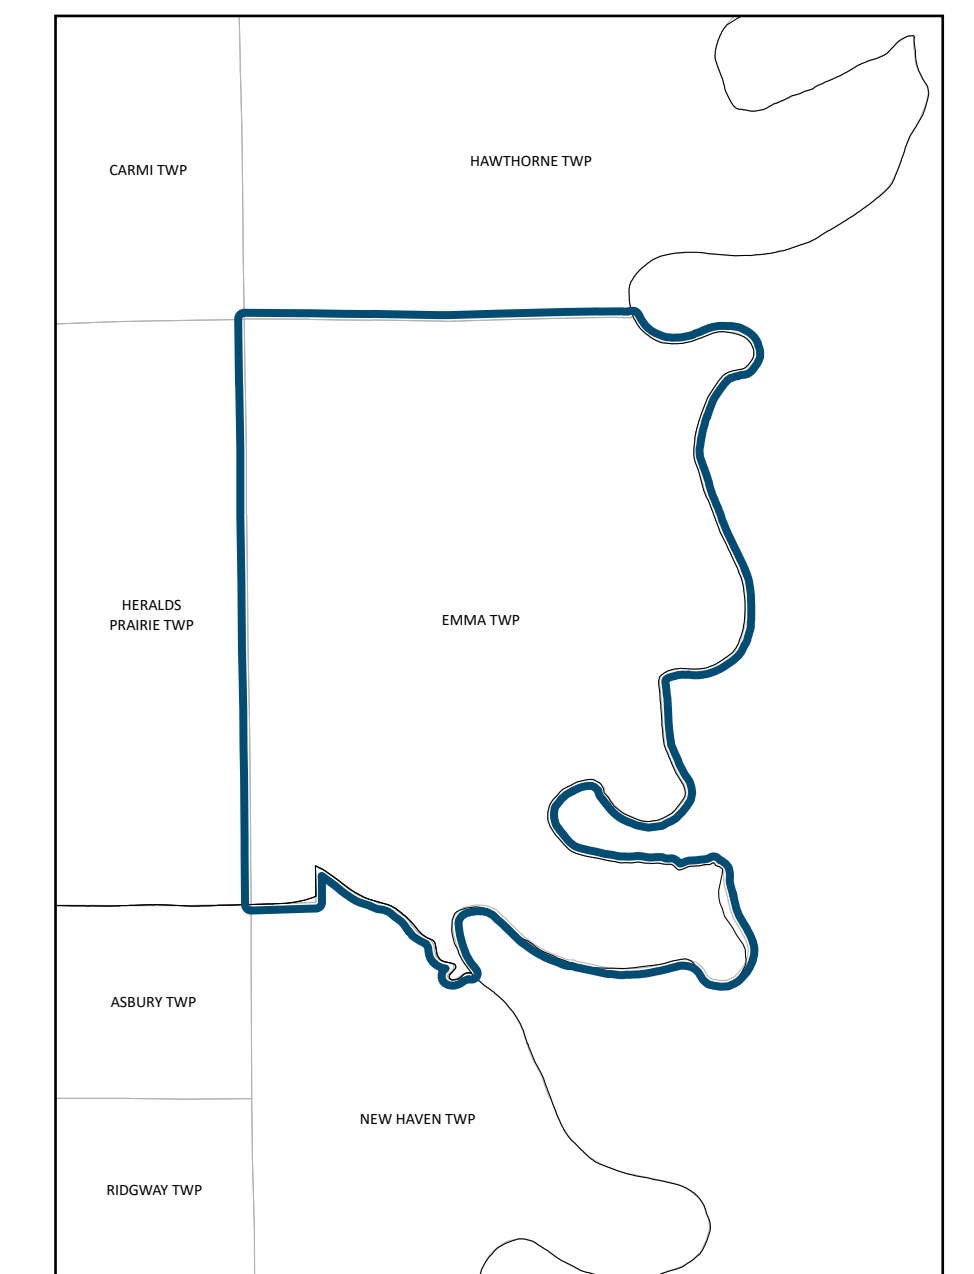 HAWTHORNE TWP
CARMI TWP
HERALDS
PRAIRIE TWP
EMMA TWP
ASBURY TWP
NEW HAVEN TWP
RIDGWAY TWP